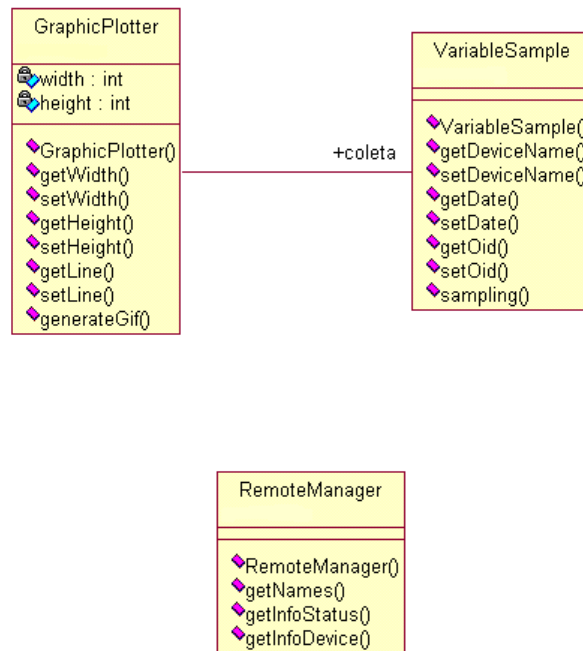 GraphicPlotter
width : int
height : int
GraphicPlotter()
getWidth()
setWidth()
getHeight()
setHeight()
getLine()
setLine()
generateGif()
+coleta
VariableSample
VariableSample()
getDeviceName()
setDeviceName()
getDate()
setDate()
getOid()
setOid()
sampling()
RemoteManager
RemoteManager()
getNames()
getInfoStatus()
getInfoDevice()